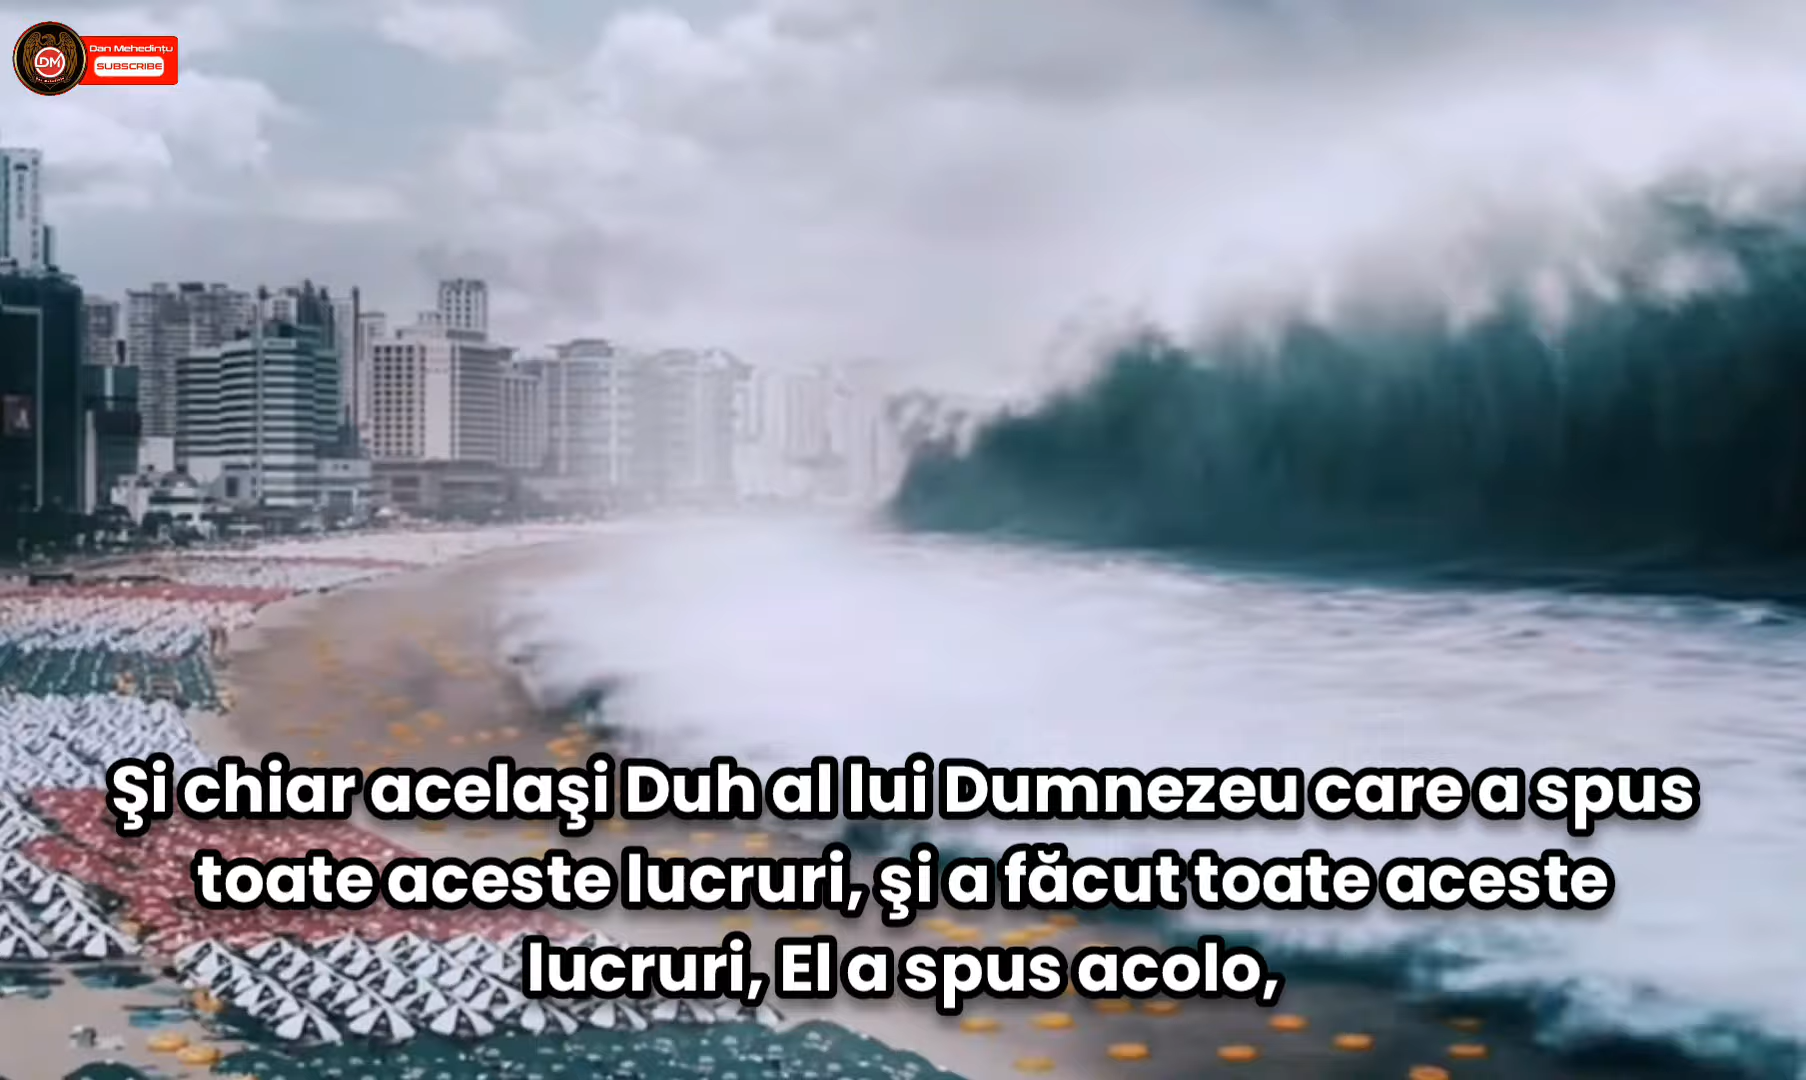 Dan Mehedințu
SUBSCRIBE
DM
Şi chiar acelaşi Duh al lui Dumnezeu care a spus
toate aceste lucruri, şi a făcut toate aceste
lucruri, El a spus acolo,